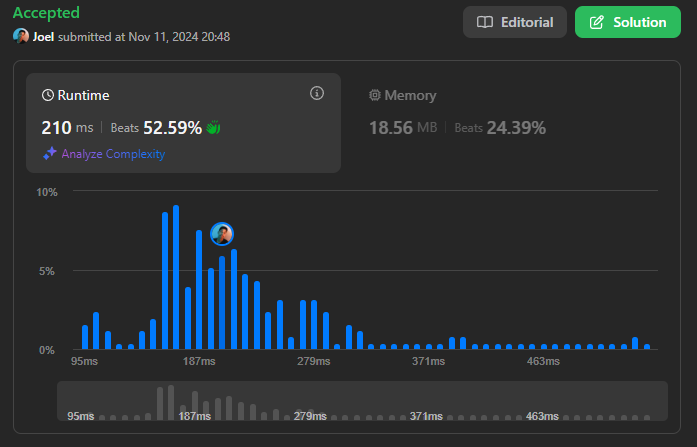 Accepted
Joel submitted at Nov 11, 2024 20:48
Editorial
Solution
Runtime
210 ms | Beats 52.59%
Analyze Complexity
Memory
18.56 MB | Beats 24.39%
10%
5%
0%
95ms 187ms 279ms 371ms 463ms
95ms 187ms 279ms 371ms 463ms